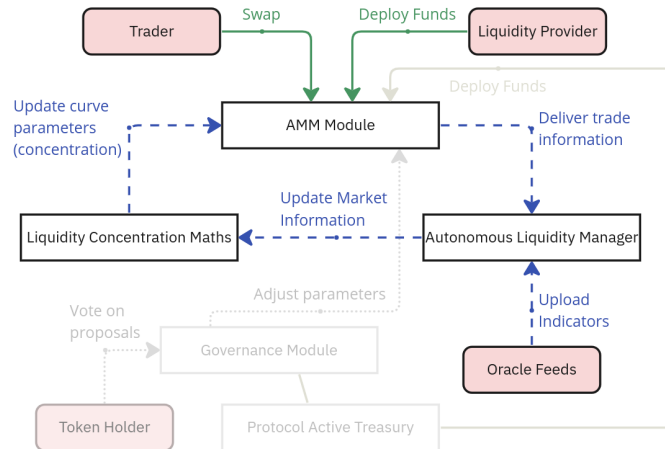 Swap
Deploy Funds
Trader
Liquidity Provider
Deploy Funds
Update curve
parameters
(concentration)
AMM Module
Deliver trade
information
Update Market
Information
Liquidity Concentration Maths
Autonomous Liquidity Manager
Adjust parameters
Upload
Indicators
Vote on
proposals
Governance Module
Oracle Feeds
Token Holder
Protocol Active Treasury